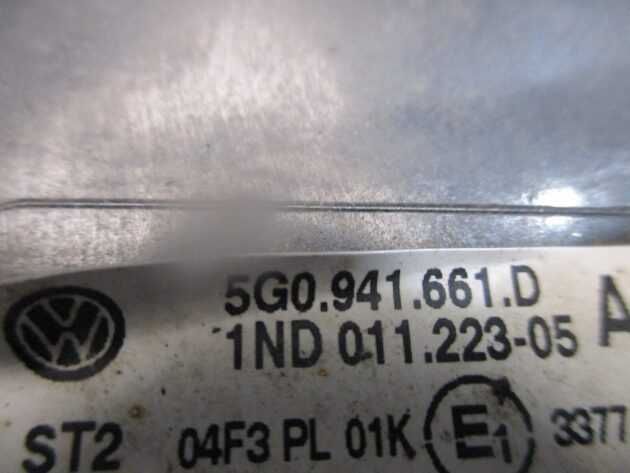 5G0.941.661.D
1ND 011.223-05 A
ST2 04F3 PL 01K E1 3377